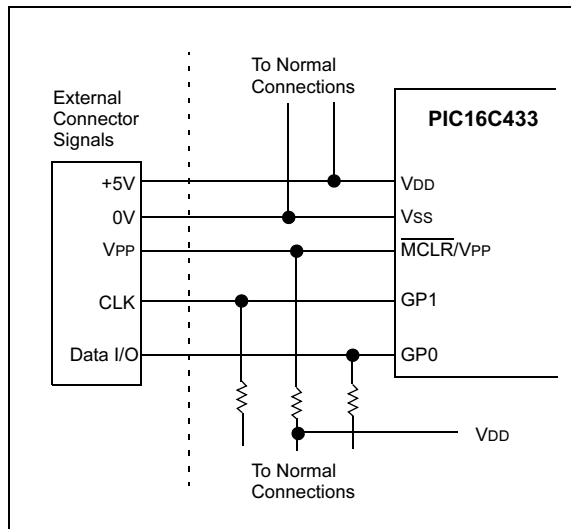 To Normal
Connections
External
Connector
Signals
PIC16C433
+5V
VDD
0V
VSS
VPP
MCLR/VPP
CLK
GP1
Data I/O
GP0
VDD
To Normal
Connections